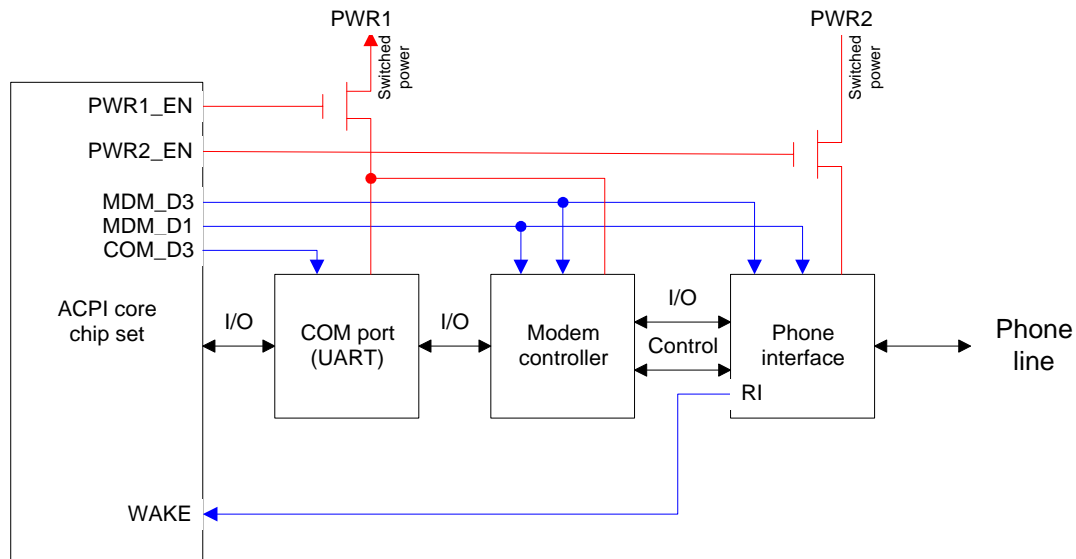 PWR1
PWR2
Switched
power
Switched
power
PWR1_EN
PWR2_EN
MDM_D3
MDM_D1
COM_D3
ACPI core
chip set
I/O
COM port
(UART)
I/O
Modem
controller
I/O
Control
Phone
interface
RI
Phone
line
WAKE